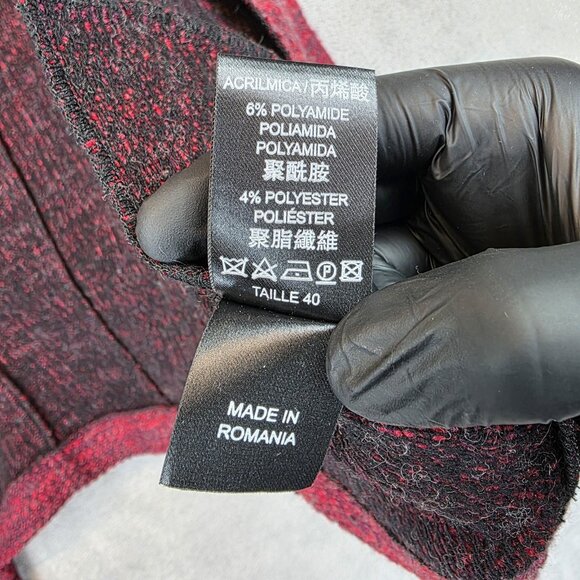 ACRILMICA/丙烯酸
6% POLYAMIDE
POLIAMIDA
POLYAMIDA
聚酰胺
4% POLYESTER
POLIÉSTER
聚脂纖維
P
TAILLE 40
MADE IN
ROMANIA